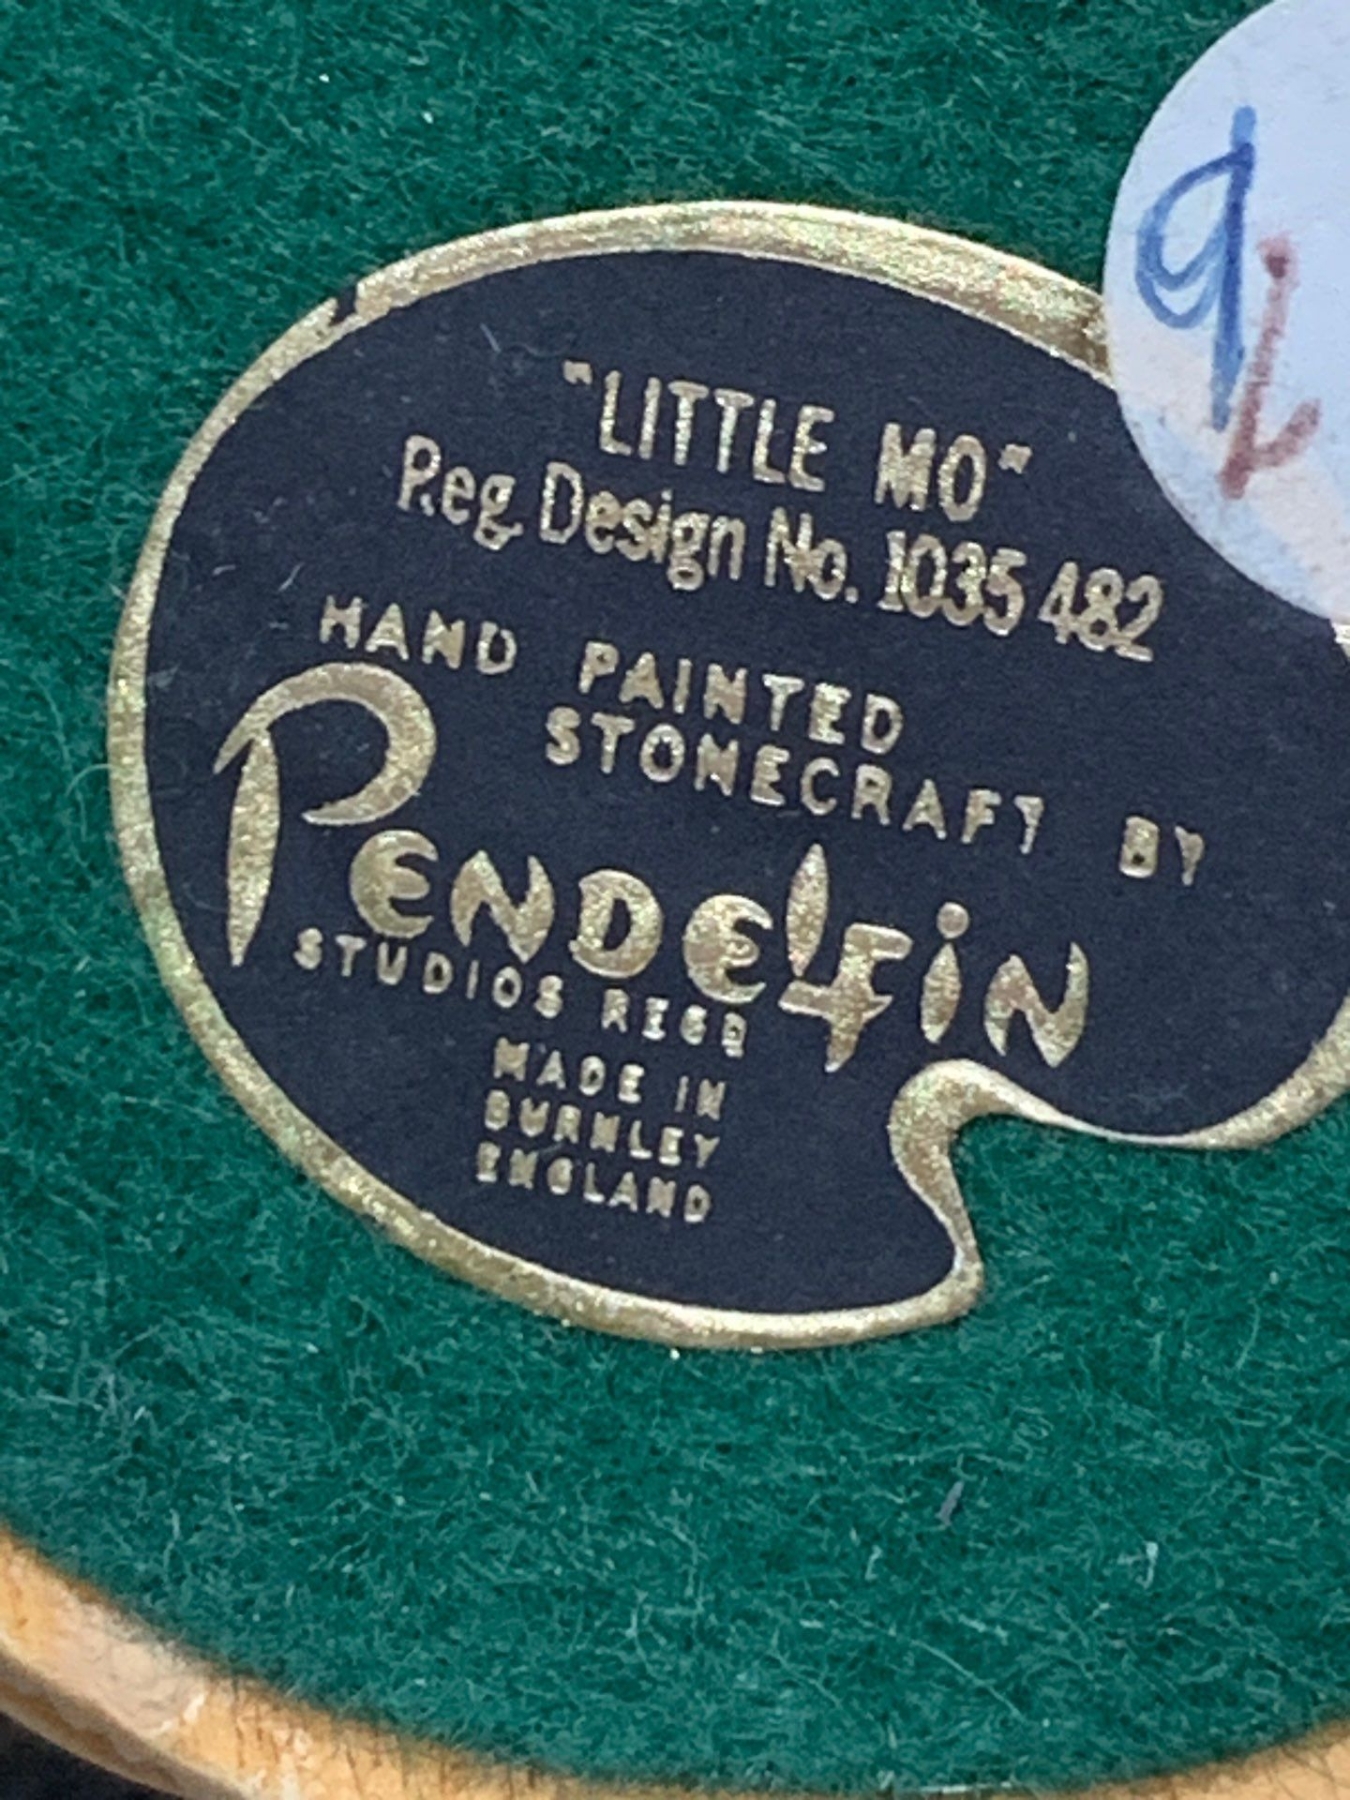 "LITTLE MO"
Reg. Design No. 1035 482
HAND PAINTED
STONECRAFT BY
PENDELFIN
STUDIOS REGD
MADE IN
BURNLEY
ENGLAND